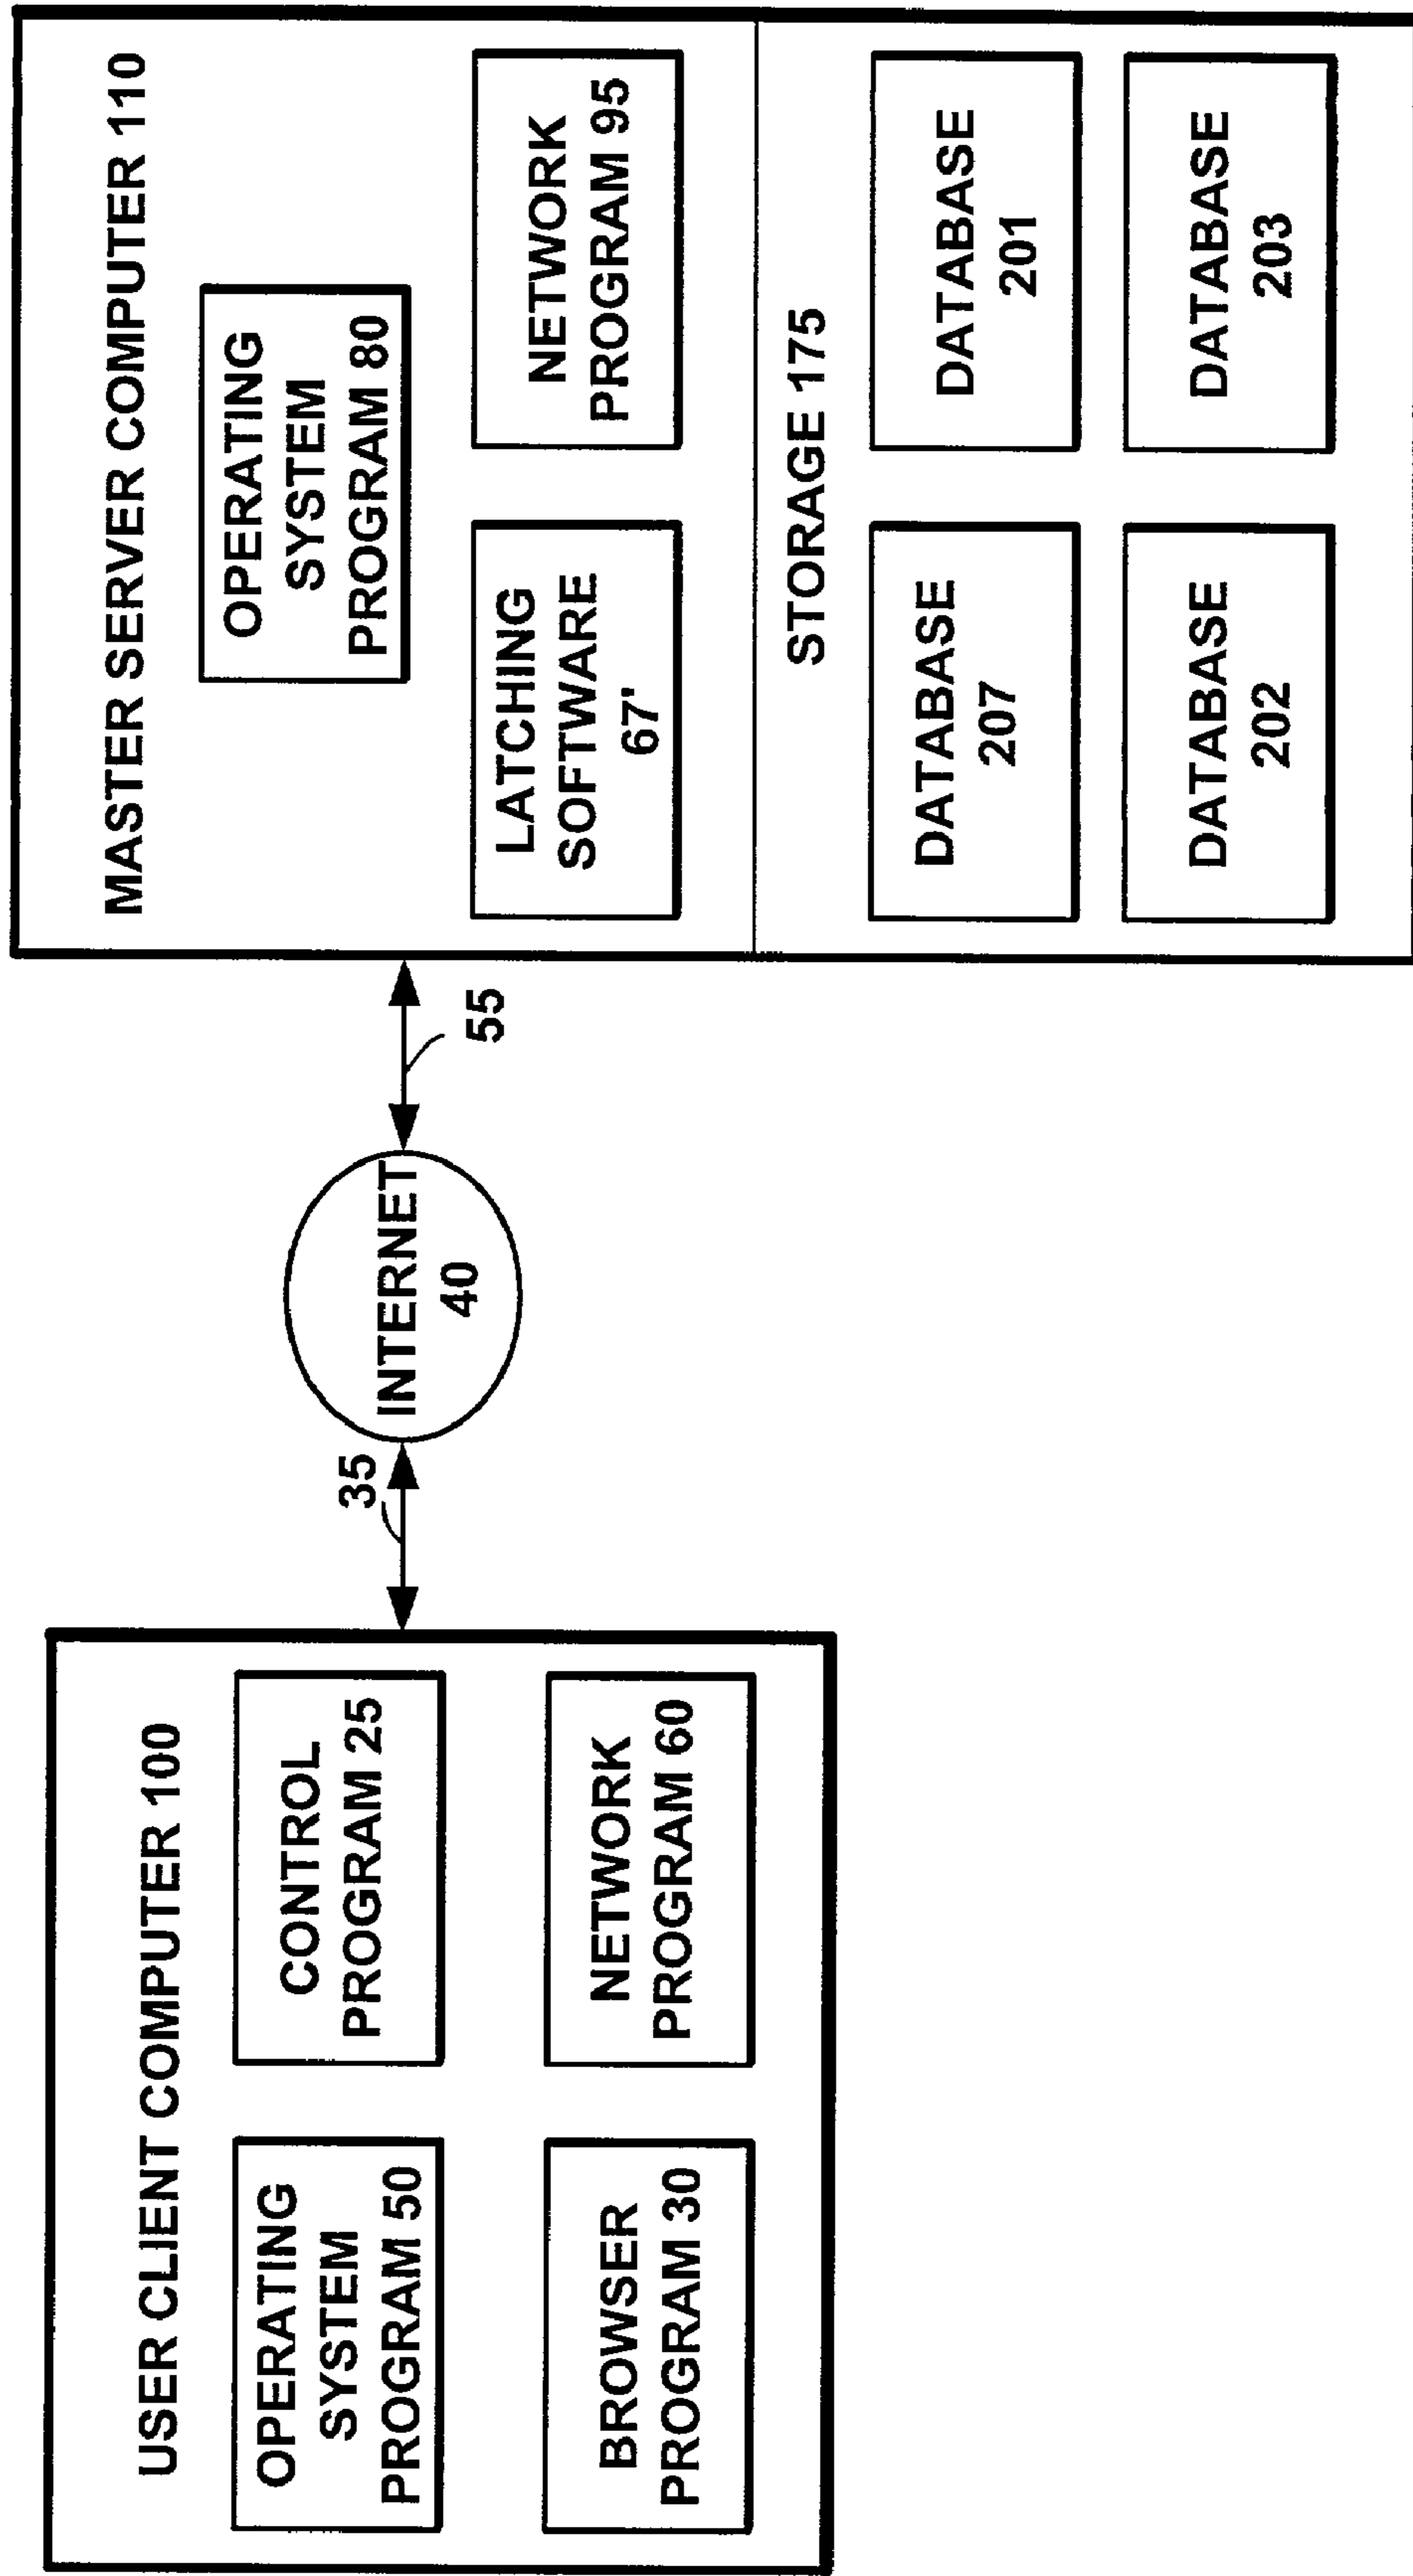 USER CLIENT COMPUTER 100
OPERATING
SYSTEM
PROGRAM 50
CONTROL
PROGRAM 25
BROWSER
PROGRAM 30
NETWORK
PROGRAM 60
35
INTERNET
40
55
MASTER SERVER COMPUTER 110
OPERATING
SYSTEM
PROGRAM 80
LATCHING
SOFTWARE
67'
NETWORK
PROGRAM 95
STORAGE 175
DATABASE
207
DATABASE
201
DATABASE
202
DATABASE
203